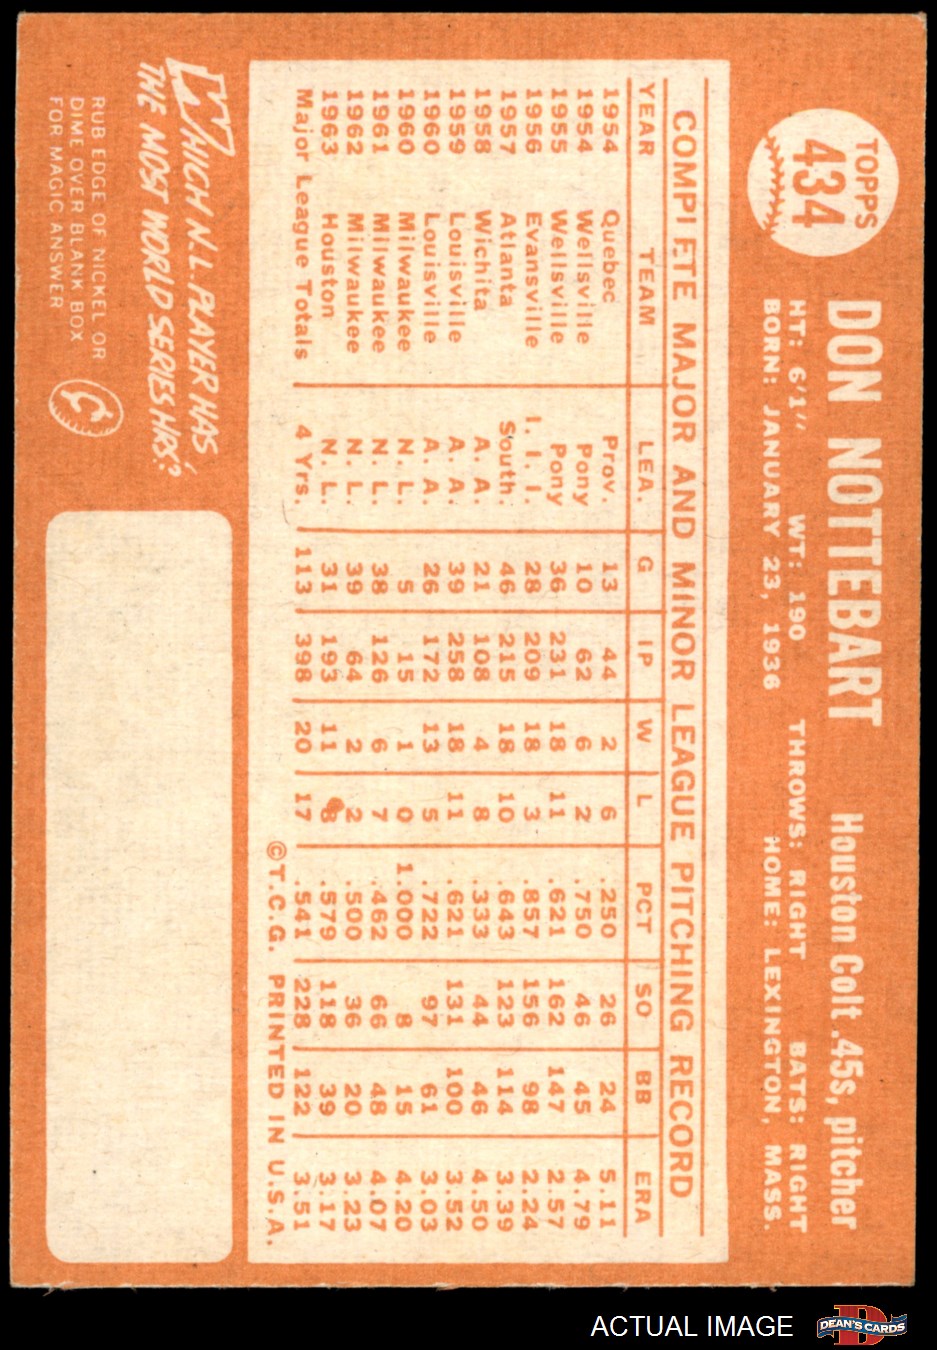 TOPPS
434
DON NOTTEBART Houston Colt .45s, pitcher
HT: 6'1" WT: 190 THROWS: RIGHT BATS: RIGHT
BORN: JANUARY 23, 1936 HOME: LEXINGTON, MASS.
COMPLETE MAJOR AND MINOR LEAGUE PITCHING RECORD
YEAR TEAM LEA. G IP W L PCT SO BB ERA
1954 Quebec Prov. 13 44 2 6 .250 26 24 5.11
1954 Wellsville Pony 10 62 6 2 .750 46 45 4.79
1955 Wellsville Pony 36 231 18 11 .621 162 147 2.57
1956 Evansville I. I. I. 28 209 18 3 .857 156 98 2.24
1957 Atlanta South. 46 215 18 10 .643 123 114 3.39
1958 Wichita A. A. 21 108 4 8 .333 44 46 4.50
1959 Louisville A. A. 39 258 18 11 .621 131 100 3.52
1960 Louisville A. A. 26 172 13 5 .722 97 61 3.03
1960 Milwaukee N. L. 5 15 1 0 1.000 8 15 4.20
1961 Milwaukee N. L. 38 126 6 7 .462 66 48 4.07
1962 Milwaukee N. L. 39 64 2 2 .500 36 20 3.23
1963 Houston N. L. 31 193 11 8 .579 118 39 3.17
Major League Totals 4 Yrs. 113 398 20 17 .541 228 122 3.51
©T.C.G. PRINTED IN U.S.A.
WHICH N.L. PLAYER HAS
THE MOST WORLD SERIES HRS?
RUB EDGE OF NICKEL OR
DIME OVER BLANK BOX
FOR MAGIC ANSWER
C
ACTUAL IMAGE
D
DEAN'S CARDS